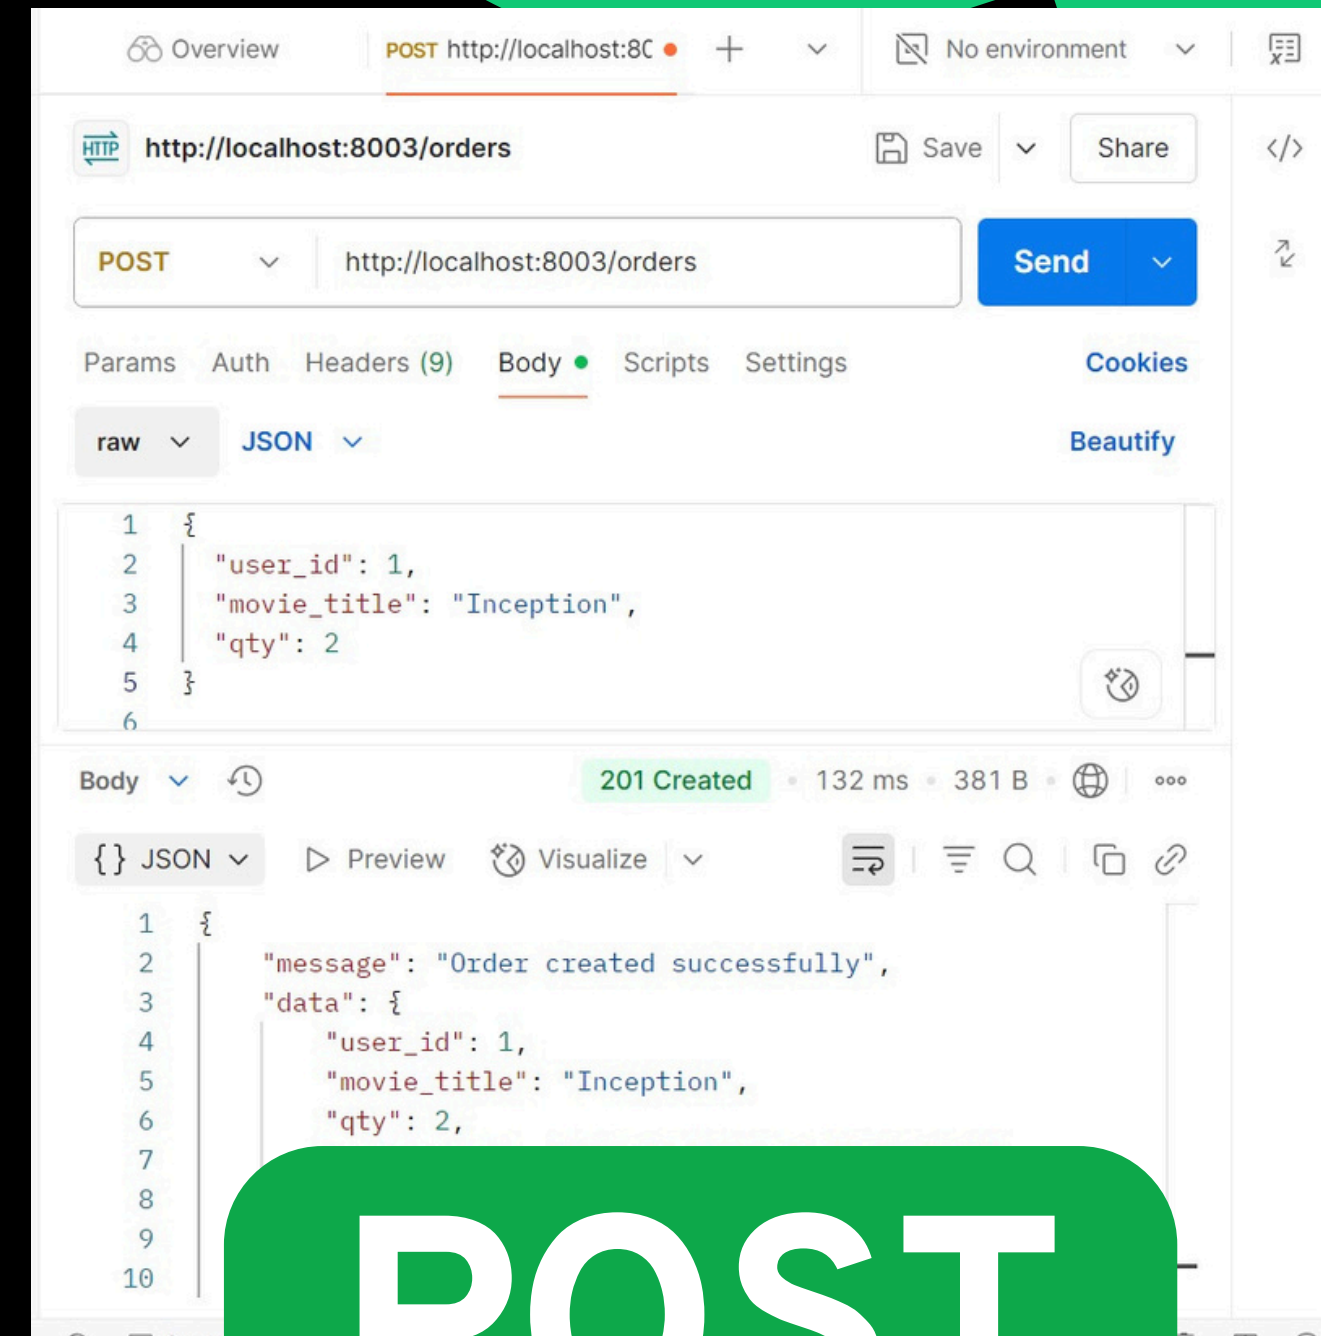 Overview POST http://localhost:80 No environment
HTTP http://localhost:8003/orders Save Share
POST http://localhost:8003/orders Send
Params Auth Headers (9) Body Scripts Settings Cookies
raw JSON Beautify
1 {
2 "user_id": 1,
3 "movie_title": "Inception",
4 "qty": 2
5 }
6
Body 201 Created 132 ms 381 B
{} JSON Preview Visualize
1 {
2 "message": "Order created successfully",
3 "data": {
4 "user_id": 1,
5 "movie_title": "Inception",
6 "qty": 2,
7
8
9
10
POST